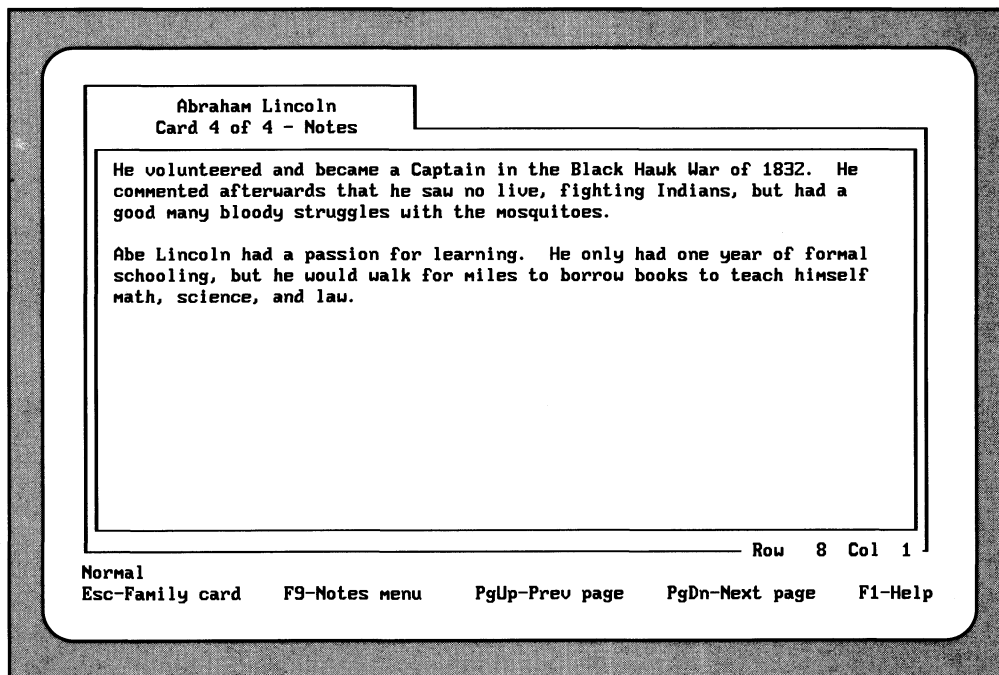 Abraham Lincoln
Card 4 of 4 - Notes
He volunteered and became a Captain in the Black Hawk War of 1832.  He
commented afterwards that he saw no live, fighting Indians, but had a
good many bloody struggles with the mosquitoes.
Abe Lincoln had a passion for learning.  He only had one year of formal
schooling, but he would walk for miles to borrow books to teach himself
math, science, and law.
Row 8 Col 1
Normal
Esc-Family card F9-Notes menu PgUp-Prev page PgDn-Next page F1-Help